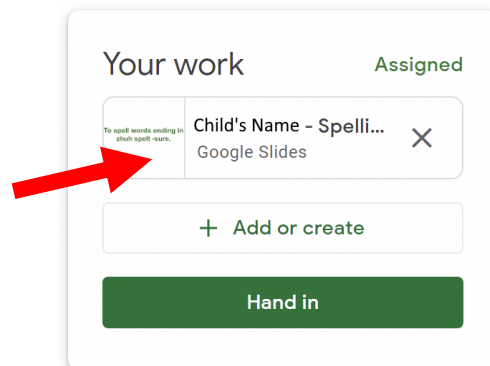 Your work
Assigned
To spell words ending in
zhuh spelt -sure.
Child's Name - Spelli...
Google Slides
+ Add or create
Hand in